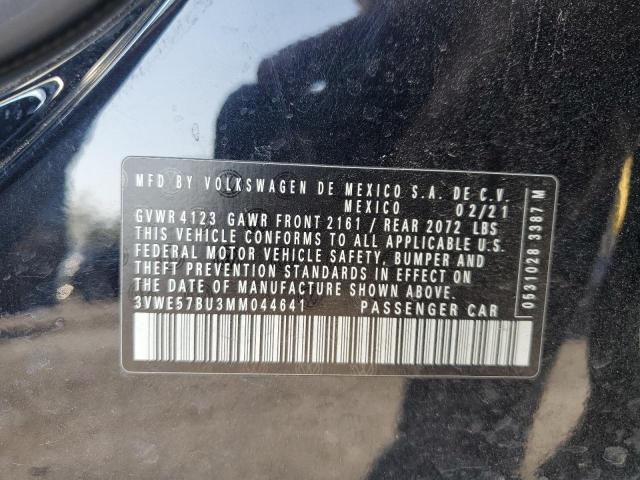 MFD BY VOLKSWAGEN DE MEXICO S.A. DE C.V.
MEXICO 02/21
GVWR 4123 GAWR FRONT 2161 / REAR 2072 LBS
THIS VEHICLE CONFORMS TO ALL APPLICABLE U.S.
FEDERAL MOTOR VEHICLE SAFETY, BUMPER AND
THEFT PREVENTION STANDARDS IN EFFECT ON
THE DATE OF MANUFACTURE SHOWN ABOVE.
3VWE57BU3MM044641 PASSENGER CAR
0531028 3387 M